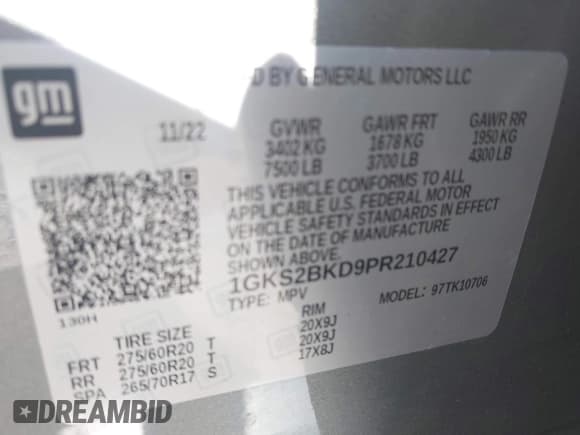 gm
D BY GENERAL MOTORS LLC
11/22
GVWR GAWR FRT GAWR RR
3402 KG 1678 KG 1950 KG
7500 LB 3700 LB 4300 LB
THIS VEHICLE CONFORMS TO ALL
APPLICABLE U.S. FEDERAL MOTOR
VEHICLE SAFETY STANDARDS IN EFFECT
ON THE DATE OF MANUFACTURE
SHOWN ABOVE.
1GKS2BKD9PR210427
TYPE: MPV MODEL: 97TK10706
130H
TIRE SIZE RIM
FRT 275/60R20 T 20X9J
RR 275/60R20 T 20X9J
SPA 265/70R17 S 17X8J
DREAMBID